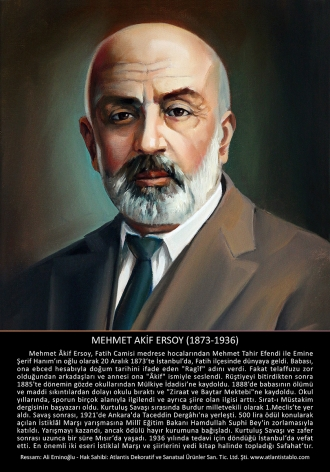 MEHMET AKİF ERSOY (1873-1936)
Mehmet Âkif Ersoy, Fatih Camisi medrese hocalarından Mehmet Tahir Efendi ile Emine
Şerif Hanım'ın oğlu olarak 20 Aralık 1873'te İstanbul'da, Fatih ilçesinde dünyaya geldi. Babası,
ona ebced hesabıyla doğum tarihini ifade eden "Ragîf" adını verdi. Fakat telaffuzu zor
olduğundan arkadaşları ve annesi ona "Âkif" ismiyle seslendi. Rüştiyeyi bitirdikten sonra
1885'te dönemin gözde okullarından Mülkiye İdadisi'ne kaydoldu. 1888'de babasının ölümü
ve maddi sıkıntılardan dolayı okulu bıraktı ve "Ziraat ve Baytar Mektebi"ne kaydoldu. Okul
yıllarında, sporun birçok alanıyla ilgilendi ve ayrıca şiire olan ilgisi arttı. Sırat-ı Müstakim
dergisinin başyazarı oldu. Kurtuluş Savaşı sırasında Burdur milletvekili olarak 1.Meclis'te yer
aldı. Savaş sonrası, 1921'de Ankara'da Taceddin Dergâhı'na yerleşti. 500 lira ödül konularak
açılan İstiklâl Marşı yarışmasına Millî Eğitim Bakanı Hamdullah Suphi Bey'in ısrarlamasıyla
katıldı. Yarışmayı kazandı, ancak ödülü hayır kurumuna bağışladı. Kurtuluş Savaşı ve zafer
sonrası uzunca bir süre Mısır'da yaşadı. 1936 yılında tedavi için döndüğü İstanbul'da vefat
etti. En önemli iki eseri İstiklal Marşı ve şiirlerini yedi kitap halinde topladığı Safahat'tır.
Ressam: Ali Eminoğlu - Hak Sahibi: Atlantis Dekoratif ve Sanatsal Ürünler San. Tic. Ltd. Şti. www.atlantistablo.com